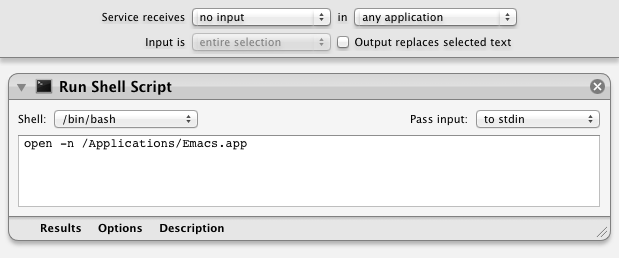 Service receives no input in any application
Input is entire selection Output replaces selected text
Run Shell Script
Shell: /bin/bash Pass input: to stdin
open -n /Applications/Emacs.app
Results Options Description